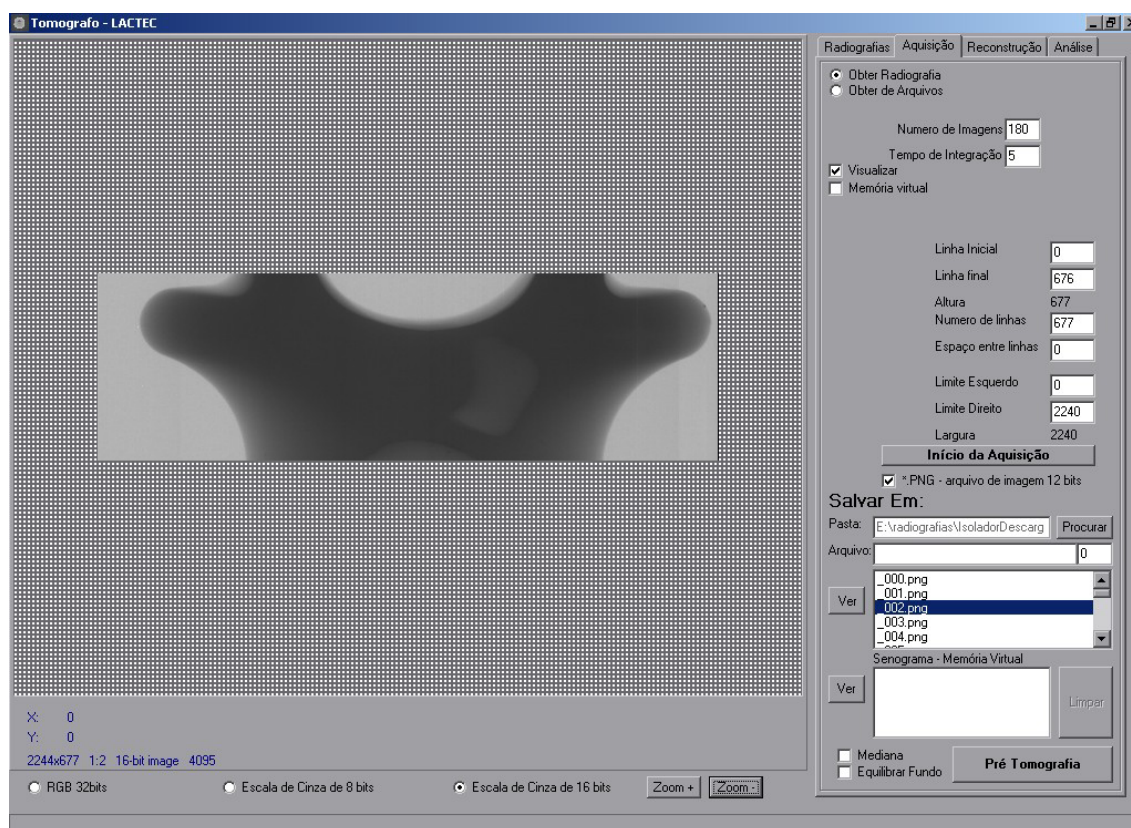 Tomografo - LACTEC
Radiografias Aquisição Reconstrução Análise
Obter Radiografia
Obter de Arquivos
Numero de Imagens 180
Tempo de Integração 5
Visualizar
Memória virtual
Linha Inicial 0
Linha final 676
Altura 677
Numero de linhas 677
Espaço entre linhas 0
Limite Esquerdo 0
Limite Direito 2240
Largura 2240
Início da Aquisição
*.PNG - arquivo de imagem 12 bits
Salvar Em:
Pasta: E:\radiografias\IsoladorDescarg Procurar
Arquivo: 0
_000.png
_001.png
Ver
_002.png
_003.png
_004.png
Senograma - Memória Virtual
Ver
Limpar
Mediana
Equilibrar Fundo
Pré Tomografia
X: 0
Y: 0
2244x677 1:2 16-bit image 4095
RGB 32bits Escala de Cinza de 8 bits Escala de Cinza de 16 bits Zoom + Zoom -